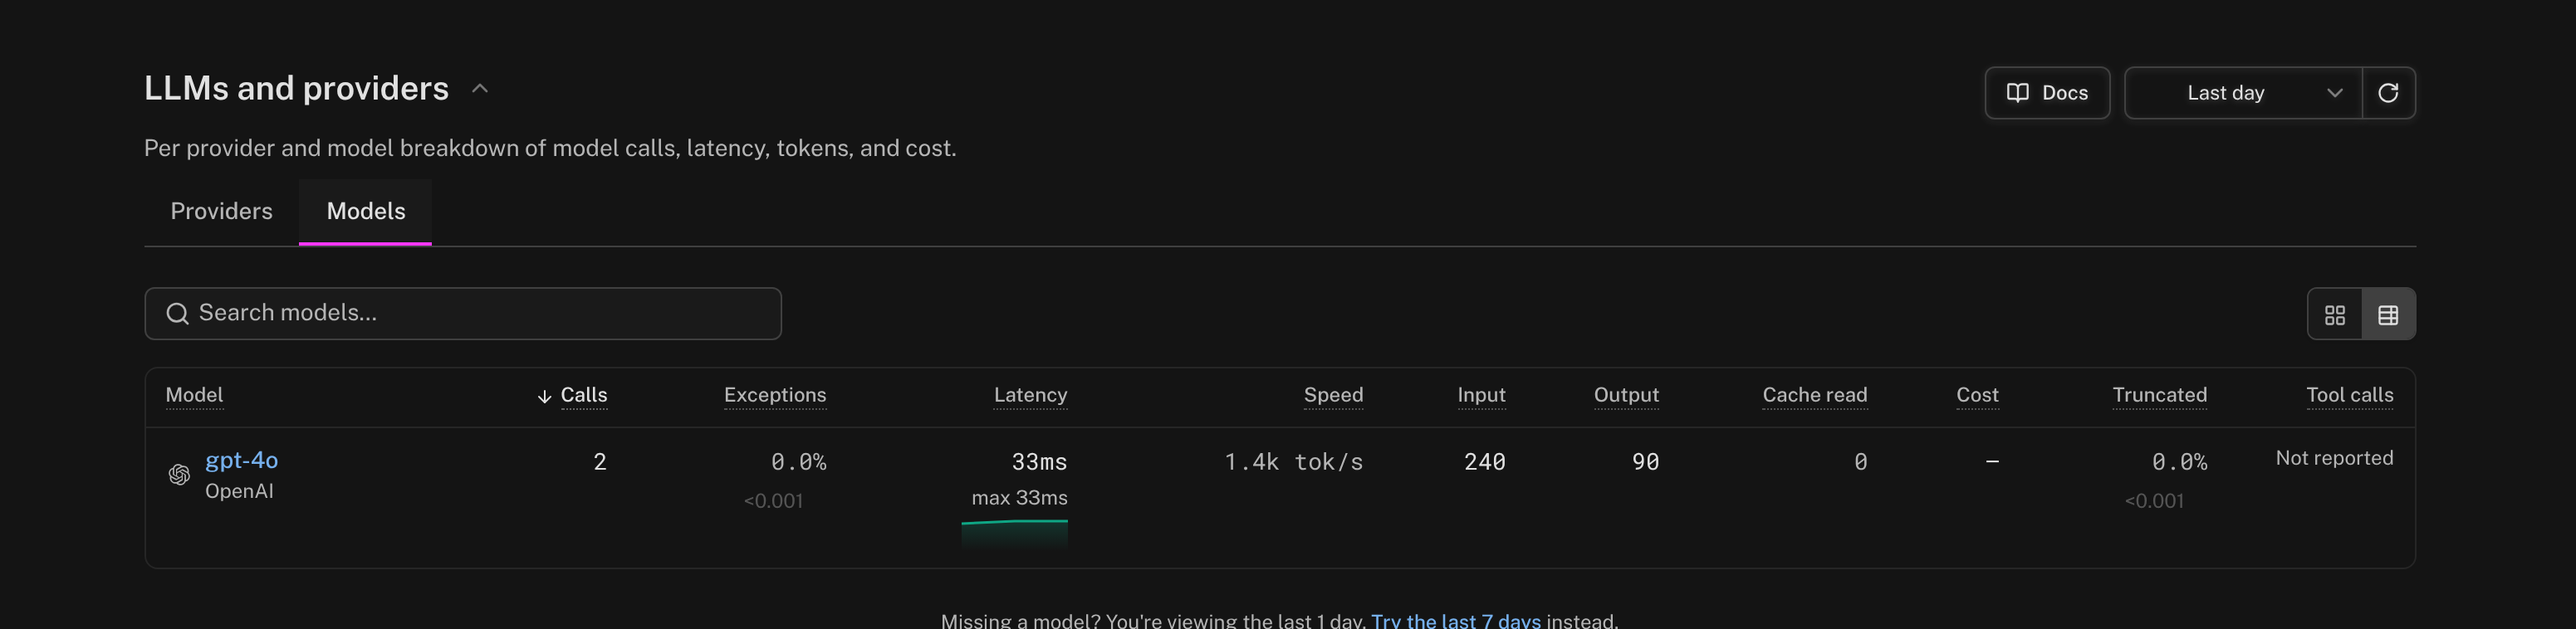 LLMs and providers
Docs
Last day
Per provider and model breakdown of model calls, latency, tokens, and cost.
Providers Models
Search models...
Model Calls Exceptions Latency Speed Input Output Cache read Cost Truncated Tool calls
gpt-4o 2 0.0% 33ms 1.4k tok/s 240 90 0 — 0.0% Not reported
OpenAI <0.001 max 33ms <0.001
Missing a model? You're viewing the last 1 day. Try the last 7 days instead.